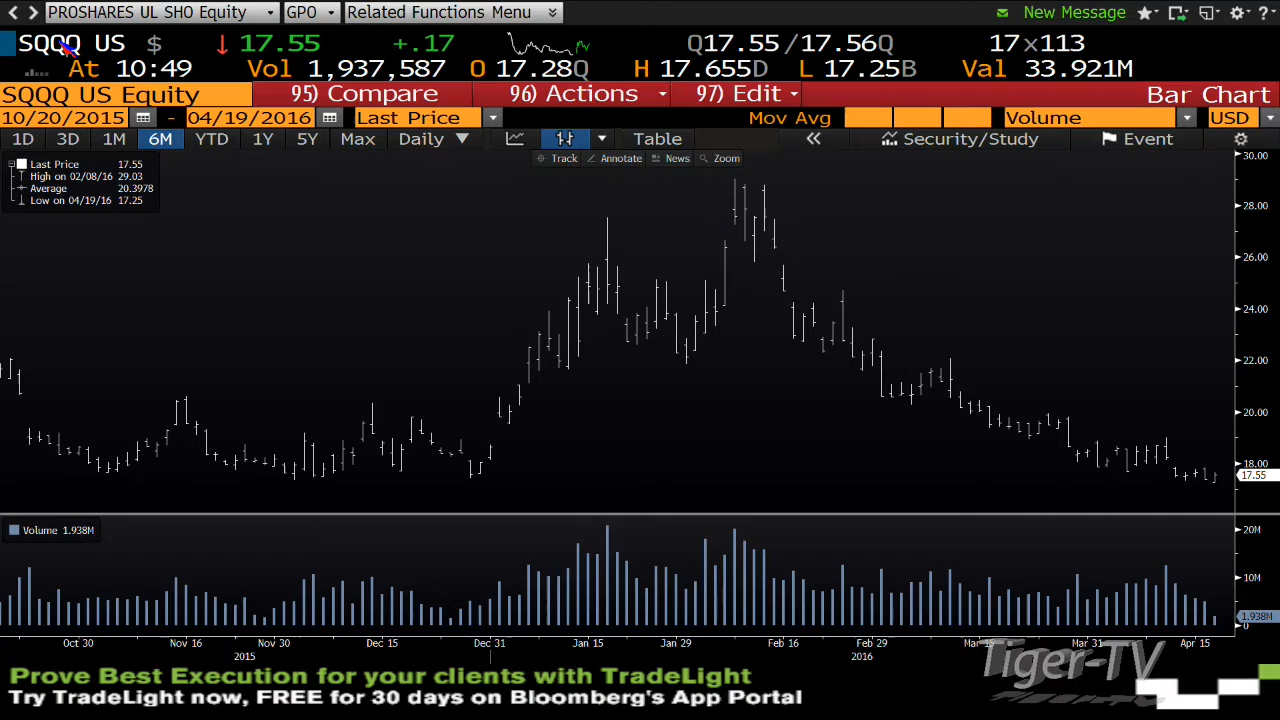 PROSHARES UL SHO Equity GPO Related Functions Menu New Message
SQQQ US $ 17.55 +.17 Q17.55/17.56Q 17x113
At 10:49 Vol 1,937,587 O 17.28Q H 17.655D L 17.25B Val 33.921M
SQQQ US Equity 95) Compare 96) Actions 97) Edit Bar Chart
10/20/2015 - 04/19/2016 Last Price Mov Avg Volume USD
1D 3D 1M 6M YTD 1Y 5Y Max Daily Table Security/Study Event
Track Annotate News Zoom
Last Price 17.55
High on 02/08/16 29.03
Average 20.3978
Low on 04/19/16 17.25
30.00
28.00
26.00
24.00
22.00
20.00
18.00
17.55
Volume 1.938M
20M
10M
1.938M
0
Oct 30 Nov 16 Nov 30 Dec 15 Dec 31 Jan 15 Jan 29 Feb 16 Feb 29 Mar 15 Mar 31 Apr 15
2015 2016
Tiger-TV
Prove Best Execution for your clients with TradeLight
Try TradeLight now, FREE for 30 days on Bloomberg's App Portal